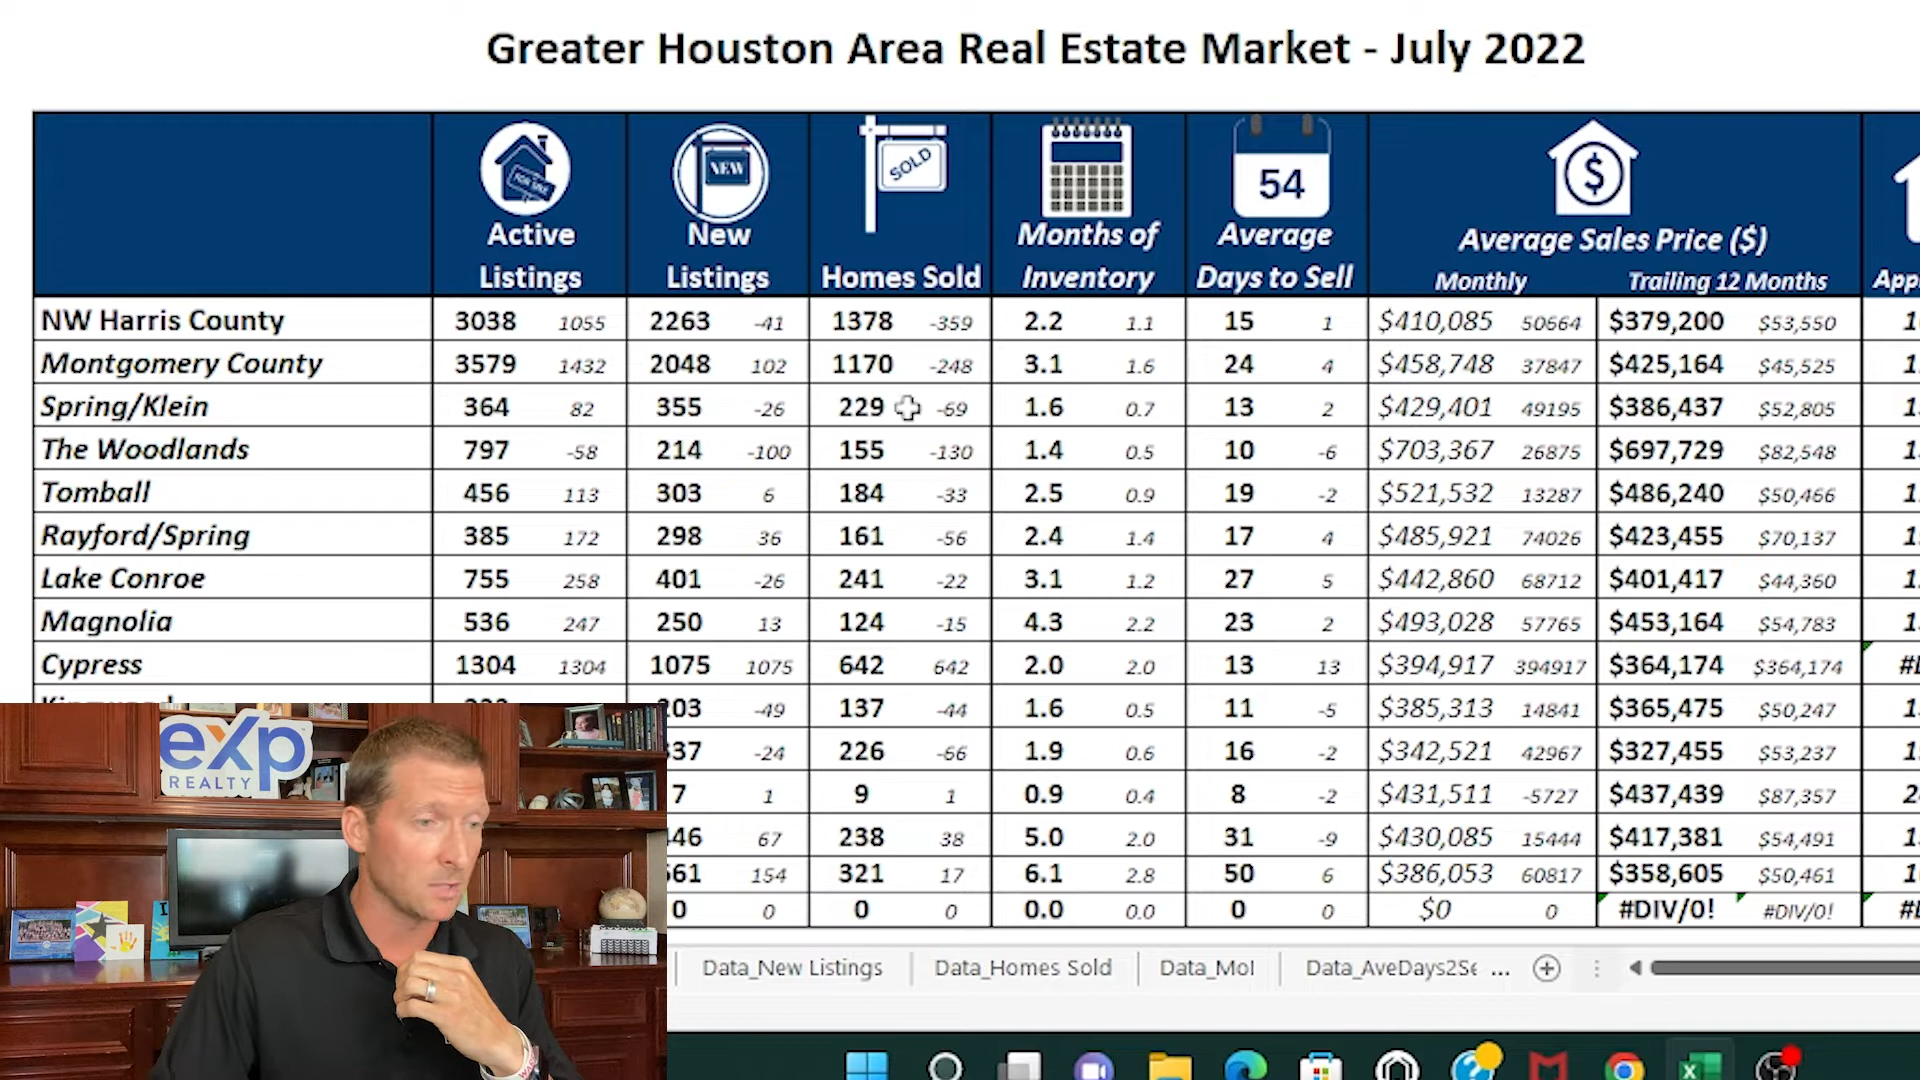 Greater Houston Area Real Estate Market - July 2022
FOR SALE
NEW
SOLD
54
$
Active Listings
New Listings
Homes Sold
Months of Inventory
Average Days to Sell
Average Sales Price ($)
Monthly
Trailing 12 Months
App
NW Harris County 3038 1055 2263 -41 1378 -359 2.2 1.1 15 1 $410,085 50664 $379,200 $53,550
Montgomery County 3579 1432 2048 102 1170 -248 3.1 1.6 24 4 $458,748 37847 $425,164 $45,525
Spring/Klein 364 82 355 -26 229 -69 1.6 0.7 13 2 $429,401 49195 $386,437 $52,805
The Woodlands 797 -58 214 -100 155 -130 1.4 0.5 10 -6 $703,367 26875 $697,729 $82,548
Tomball 456 113 303 6 184 -33 2.5 0.9 19 -2 $521,532 13287 $486,240 $50,466
Rayford/Spring 385 172 298 36 161 -56 2.4 1.4 17 4 $485,921 74026 $423,455 $70,137
Lake Conroe 755 258 401 -26 241 -22 3.1 1.2 27 5 $442,860 68712 $401,417 $44,360
Magnolia 536 247 250 13 124 -15 4.3 2.2 23 2 $493,028 57765 $453,164 $54,783
Cypress 1304 1304 1075 1075 642 642 2.0 2.0 13 13 $394,917 394917 $364,174 $364,174
03 -49 137 -44 1.6 0.5 11 -5 $385,313 14841 $365,475 $50,247
37 -24 226 -66 1.9 0.6 16 -2 $342,521 42967 $327,455 $53,237
7 1 9 1 0.9 0.4 8 -2 $431,511 -5727 $437,439 $87,357
46 67 238 38 5.0 2.0 31 -9 $430,085 15444 $417,381 $54,491
61 154 321 17 6.1 2.8 50 6 $386,053 60817 $358,605 $50,461
0 0 0 0 0.0 0.0 0 0 $0 0 #DIV/0! #DIV/0!
eXp
REALTY
Data_New Listings Data_Homes Sold Data_MoI Data_AveDays2Se ...